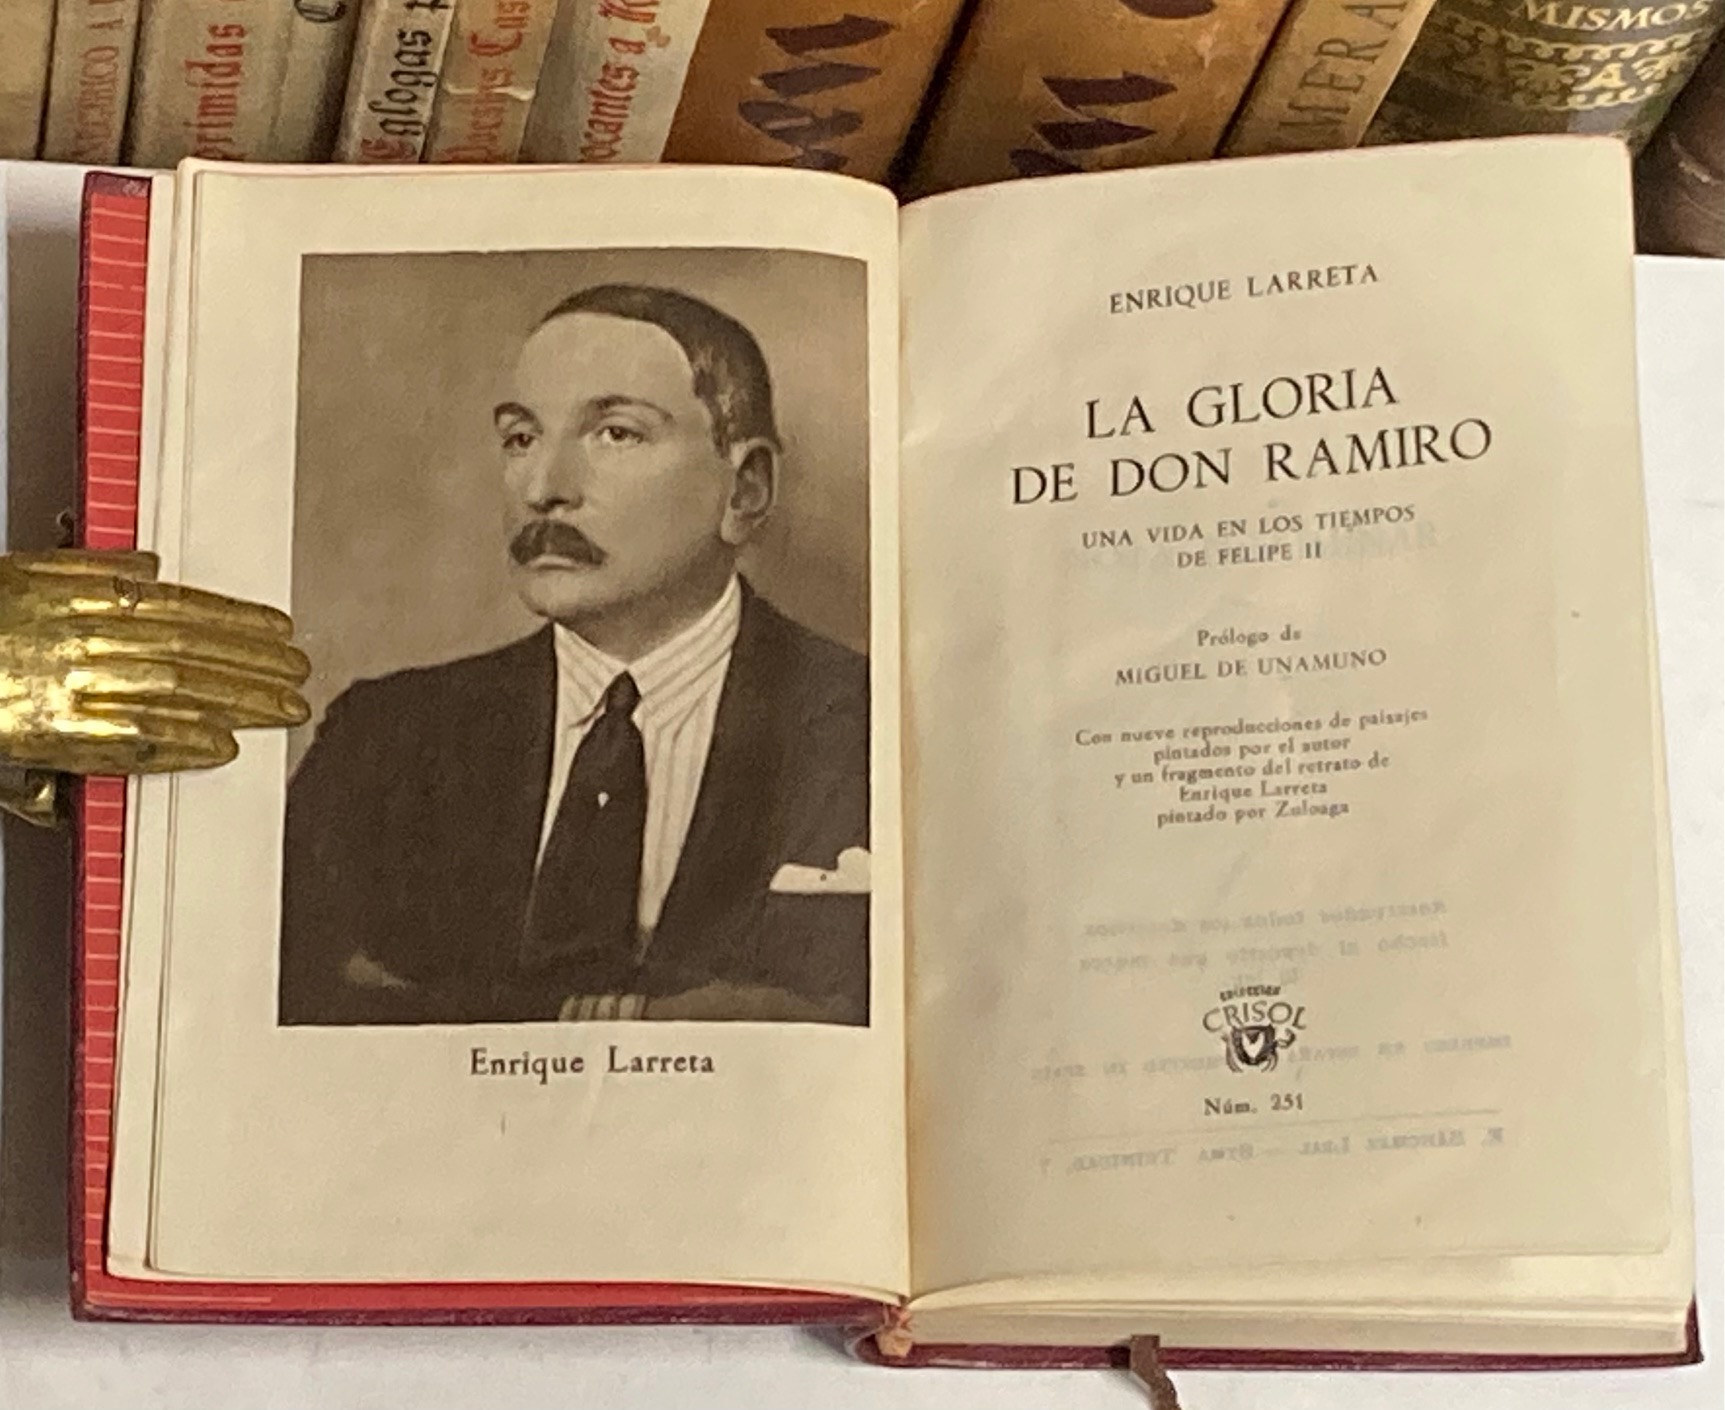 MISMOS
Enrique Larreta
ENRIQUE LARRETA
LA GLORIA
DE DON RAMIRO
UNA VIDA EN LOS TIEMPOS
DE FELIPE II
Prólogo de
MIGUEL DE UNAMUNO
Con nueve reproducciones de paisajes
pintados por el autor
y un fragmento del retrato de
Enrique Larreta
pintado por Zuloaga
COLECCIÓN
CRISOL
Núm. 251